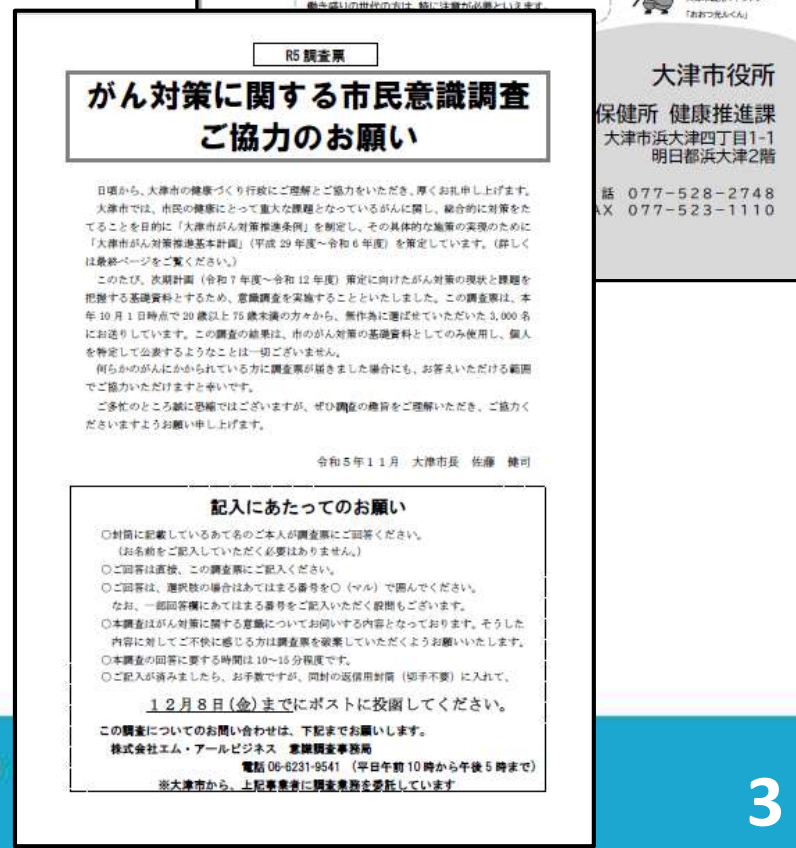 働き盛りの世代の方は、特に注意が必要といえます。
「おおつ光ルくん」
大津市役所
保健所 健康推進課
大津市浜大津四丁目1-1
明日都浜大津2階
話 077-528-2748
AX 077-523-1110
R5 調査票
がん対策に関する市民意識調査
ご協力のお願い
日頃から、大津市の健康づくり行政にご理解とご協力をいただき、厚くお礼申し上げます。
大津市では、市民の健康にとって重大な課題となっているがんに関し、総合的に対策をた
てることを目的に「大津市がん対策推進条例」を制定し、その具体的な施策の実現のために
「大津市がん対策推進基本計画」（平成 29 年度～令和 6 年度）を策定しています。（詳しく
は最終ページをご覧ください。）
このたび、次期計画（令和 7 年度～令和 12 年度）策定に向けたがん対策の現状と課題を
把握する基礎資料とするため、意識調査を実施することといたしました。この調査票は、本
年 10 月 1 日時点で 20 歳以上 75 歳未満の方々から、無作為に選ばせていただいた 3,000 名
にお送りしています。この調査の結果は、市のがん対策の基礎資料としてのみ使用し、個人
を特定して公表するようなことは一切ございません。
何らかのがんにかかられている方に調査票が届きました場合にも、お答えいただける範囲
でご協力いただけますと幸いです。
ご多忙のところ誠に恐縮ではございますが、ぜひ調査の趣旨をご理解いただき、ご協力く
ださいますようお願い申し上げます。
令和５年１１月 大津市長 佐藤 健司
記入にあたってのお願い
○封筒に記載しているあて名のご本人が調査票にご回答ください。
（お名前をご記入していただく必要はありません。）
○ご回答は直接、この調査票にご記入ください。
○ご回答は、選択肢の場合はあてはまる番号を○（マル）で囲んでください。
なお、一部回答欄にあてはまる番号をご記入いただく設問もございます。
○本調査はがん対策に関する意識についてお伺いする内容となっております。そうした
内容に対してご不快に感じる方は調査票を破棄していただくようお願いいたします。
○本調査の回答に要する時間は 10～15 分程度です。
○ご記入が済みましたら、お手数ですが、同封の返信用封筒（切手不要）に入れて、
１２月８日(金)までにポストに投函してください。
この調査についてのお問い合わせは、下記までお願いします。
株式会社エム・アールビジネス 意識調査事務局
電話 06-6231-9541 （平日午前 10 時から午後 5 時まで）
※大津市から、上記事業者に調査業務を委託しています
3